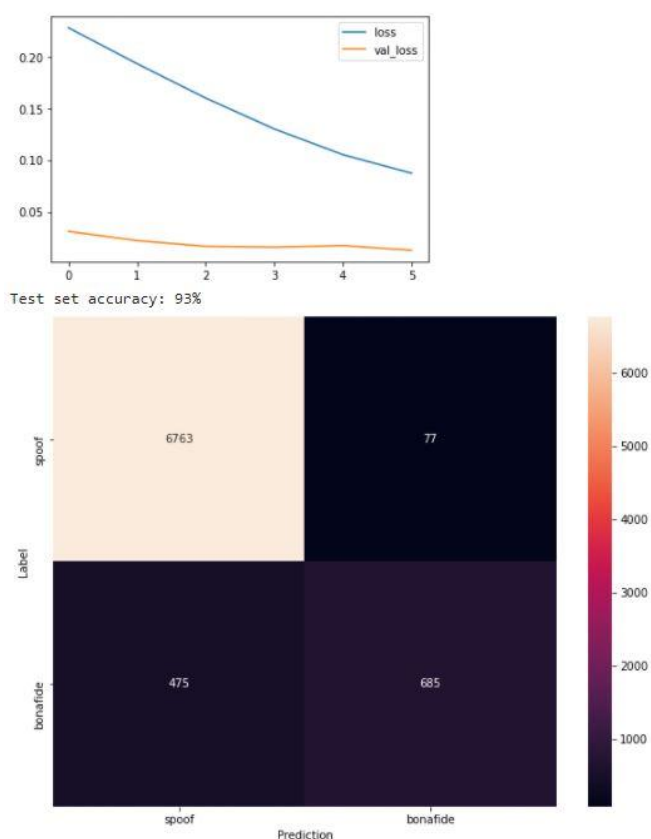 loss
val_loss
0.20
0.15
0.10
0.05
0 1 2 3 4 5
Test set accuracy: 93%
6000
5000
4000
3000
2000
1000
spoof
6763 77
Label
bonafide
475 685
spoof bonafide
Prediction